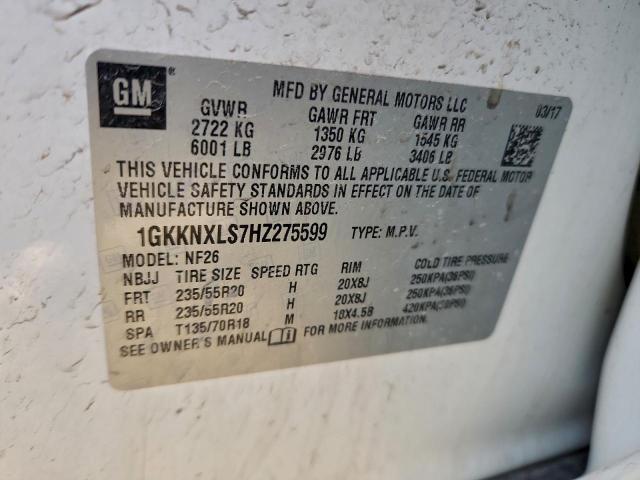 GM ®
MFD BY GENERAL MOTORS LLC 03/17
GVWR GAWR FRT GAWR RR
2722 KG 1350 KG 1545 KG
6001 LB 2976 LB 3406 LB
THIS VEHICLE CONFORMS TO ALL APPLICABLE U.S. FEDERAL MOTOR
VEHICLE SAFETY STANDARDS IN EFFECT ON THE DATE OF
MANUFACTURE SHOWN ABOVE.
1GKKNXLS7HZ275599 TYPE: M.P.V.
MODEL: NF26
NBJJ TIRE SIZE SPEED RTG RIM COLD TIRE PRESSURE
FRT 235/55R20 H 20X8J 250KPA(36PSI)
RR 235/55R20 H 20X8J 250KPA(36PSI)
SPA T135/70R18 M 18X4.5B 420KPA(60PSI)
SEE OWNER'S MANUAL FOR MORE INFORMATION.